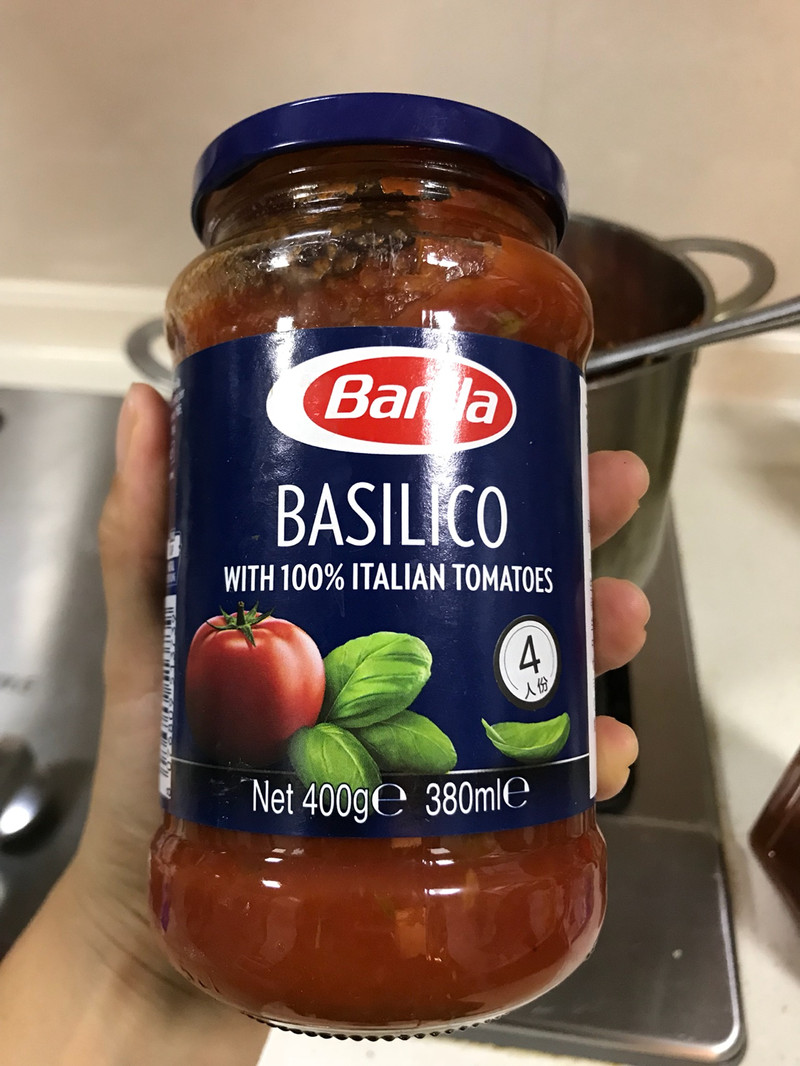 Barilla
BASILICO
WITH 100% ITALIAN TOMATOES
4
人份
Net 400g℮ 380ml℮